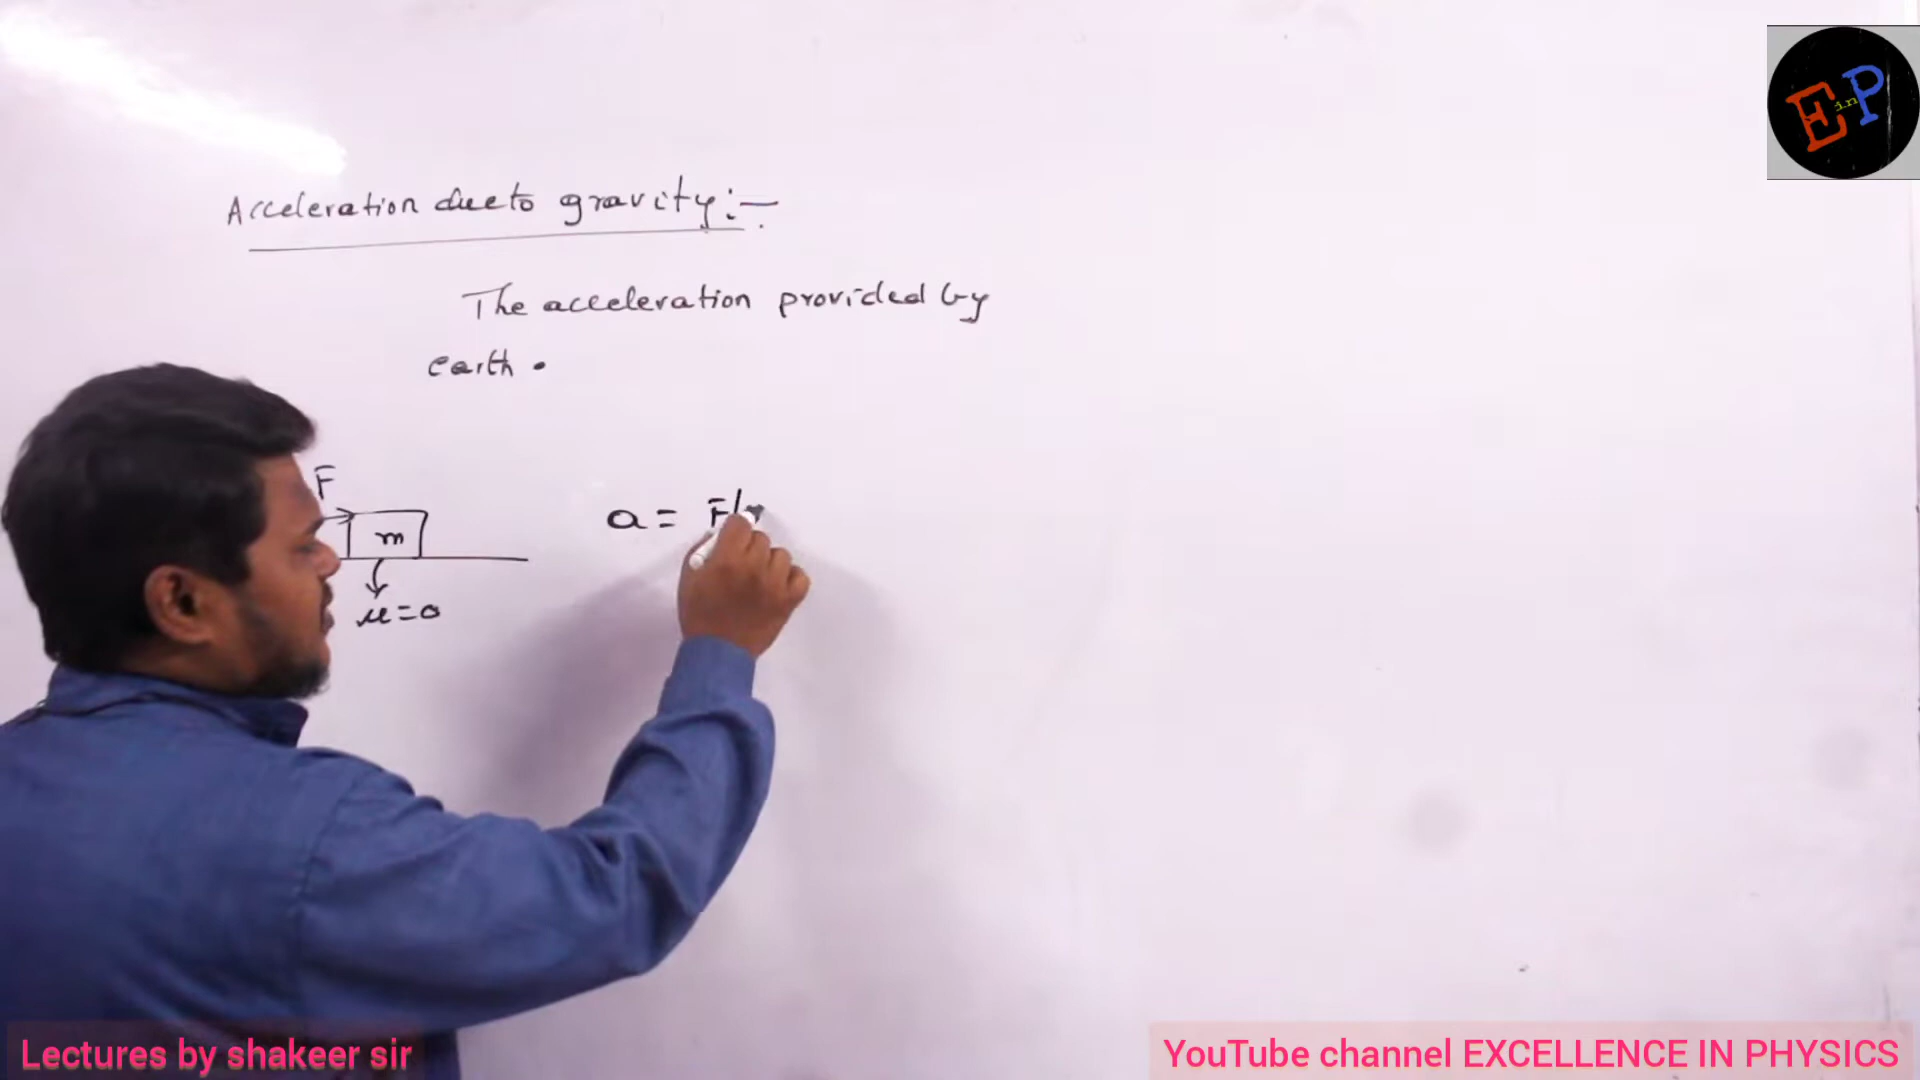 Acceleration due to gravity:-
The acceleration provided by
earth.
F
m
μ=0
a = F/
E in P
Lectures by shakeer sir
YouTube channel EXCELLENCE IN PHYSICS